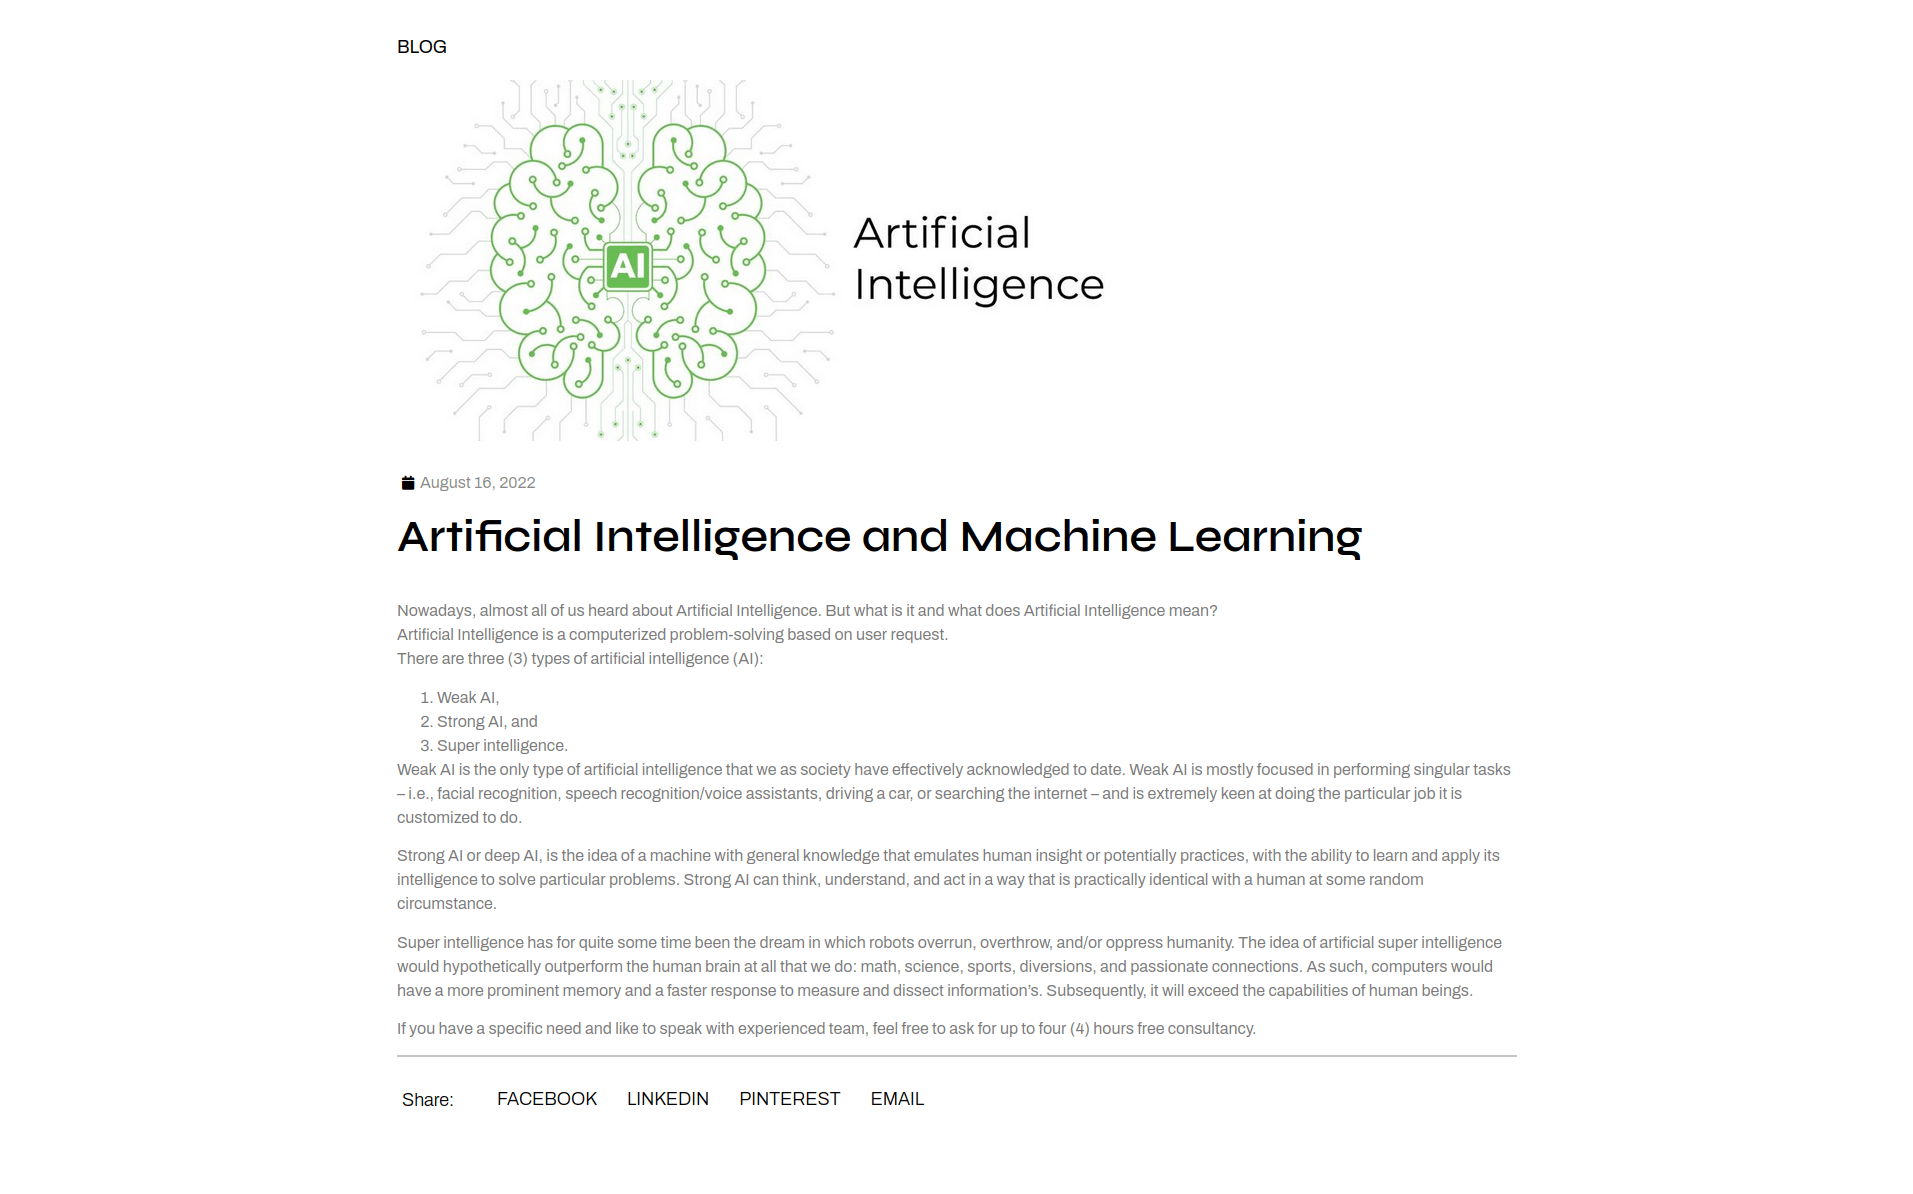 BLOG
AI
Artificial
Intelligence
August 16, 2022
Artificial Intelligence and Machine Learning
Nowadays, almost all of us heard about Artificial Intelligence. But what is it and what does Artificial Intelligence mean?
Artificial Intelligence is a computerized problem-solving based on user request.
There are three (3) types of artificial intelligence (AI):
1. Weak AI,
2. Strong AI, and
3. Super intelligence.
Weak AI is the only type of artificial intelligence that we as society have effectively acknowledged to date. Weak AI is mostly focused in performing singular tasks
– i.e., facial recognition, speech recognition/voice assistants, driving a car, or searching the internet – and is extremely keen at doing the particular job it is
customized to do.
Strong AI or deep AI, is the idea of a machine with general knowledge that emulates human insight or potentially practices, with the ability to learn and apply its
intelligence to solve particular problems. Strong AI can think, understand, and act in a way that is practically identical with a human at some random
circumstance.
Super intelligence has for quite some time been the dream in which robots overrun, overthrow, and/or oppress humanity. The idea of artificial super intelligence
would hypothetically outperform the human brain at all that we do: math, science, sports, diversions, and passionate connections. As such, computers would
have a more prominent memory and a faster response to measure and dissect information’s. Subsequently, it will exceed the capabilities of human beings.
If you have a specific need and like to speak with experienced team, feel free to ask for up to four (4) hours free consultancy.
Share: FACEBOOK LINKEDIN PINTEREST EMAIL